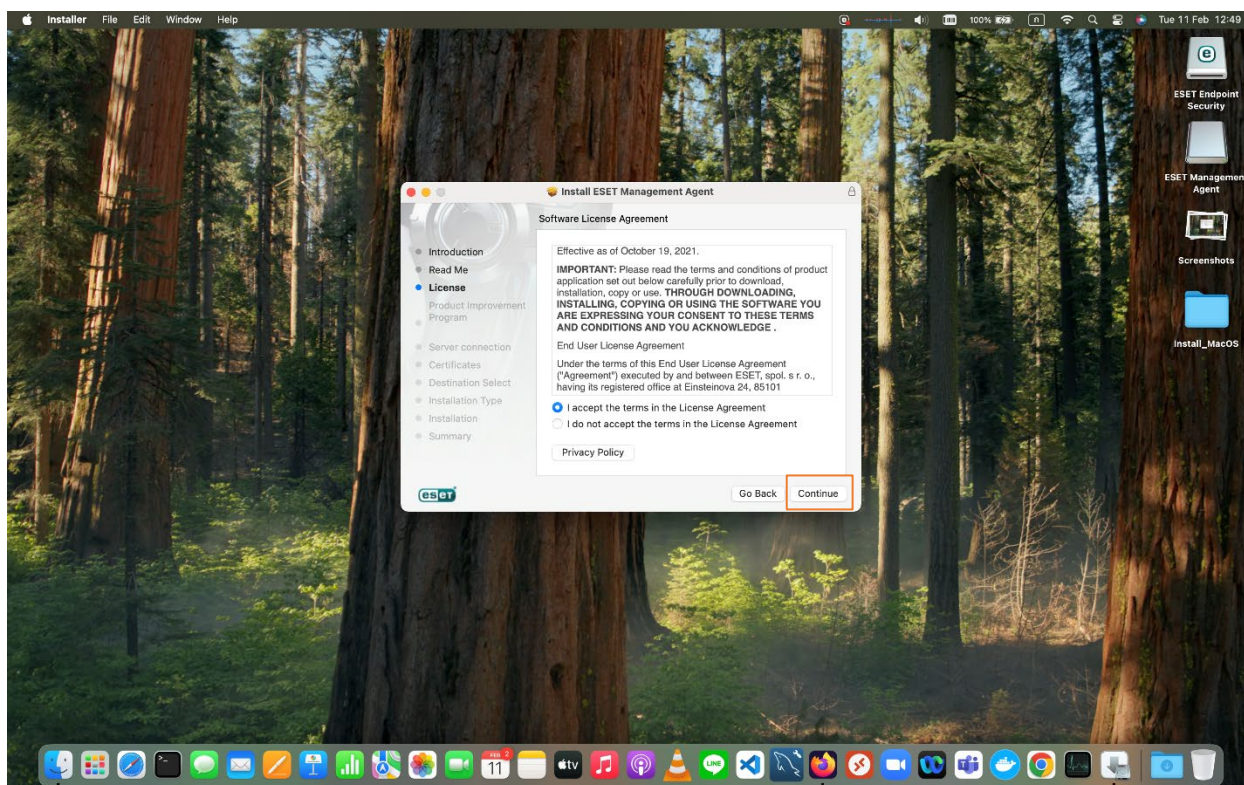 Installer File Edit Window Help
100%
Tue 11 Feb 12:49
ESET Endpoint
Security
ESET Managemen
Agent
Screenshots
Install_MacOS
Install ESET Management Agent
Software License Agreement
Introduction
Read Me
License
Product Improvement
Program
Server connection
Certificates
Destination Select
Installation Type
Installation
Summary
Effective as of October 19, 2021.
IMPORTANT: Please read the terms and conditions of product
application set out below carefully prior to download,
installation, copy or use. THROUGH DOWNLOADING,
INSTALLING, COPYING OR USING THE SOFTWARE YOU
ARE EXPRESSING YOUR CONSENT TO THESE TERMS
AND CONDITIONS AND YOU ACKNOWLEDGE .
End User License Agreement
Under the terms of this End User License Agreement
("Agreement") executed by and between ESET, spol. s r. o.,
having its registered office at Einsteinova 24, 85101
I accept the terms in the License Agreement
I do not accept the terms in the License Agreement
Privacy Policy
eset
Go Back Continue
11
tv
LINE